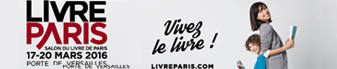 LIVRE
PARIS
SALON DU LIVRE DE PARIS
17-20 MARS 2016
PORTE DE VERSAILLES
PORTE DE VERSAILLES
Vivez
le livre !
LIVREPARIS.COM